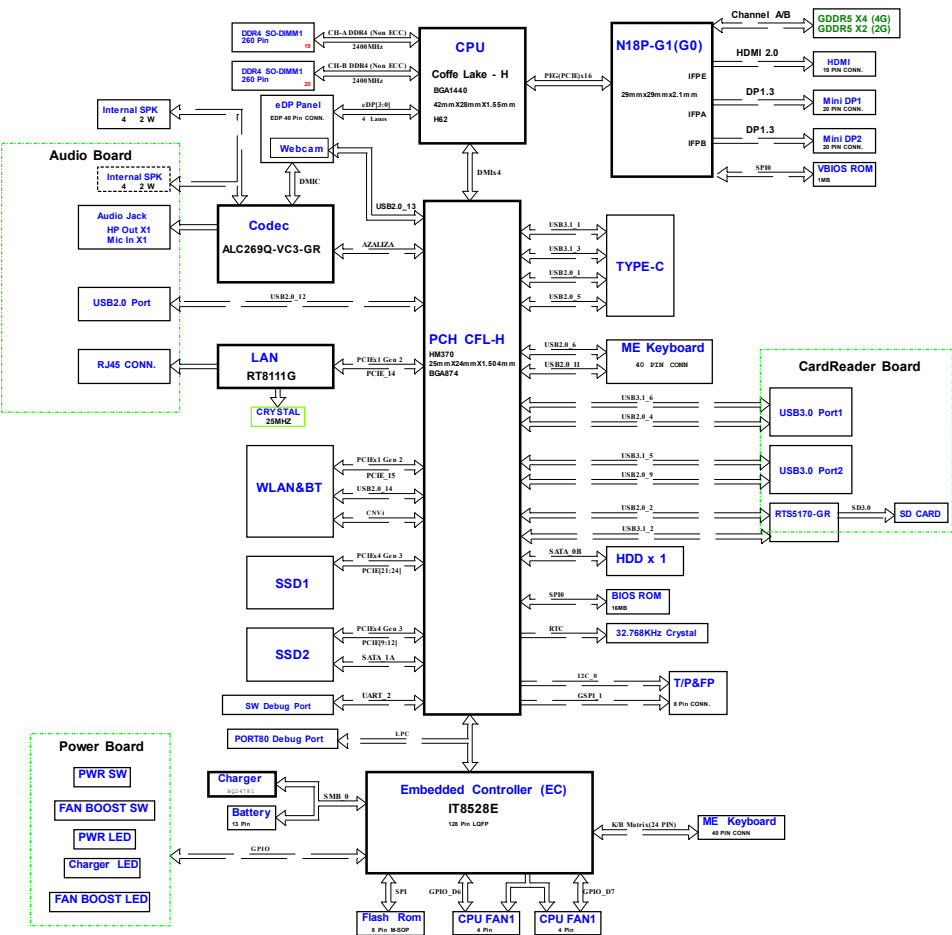 DDR4 SO-DIMM1
260 Pin
19
CH-A DDR4 (Non ECC)
2400MHz
DDR4 SO-DIMM1
260 Pin
20
CH-B DDR4 (Non ECC)
2400MHz
CPU
Coffe Lake - H
BGA1440
42mmX28mmX1.55mm
H62
PEG(PCIE)x16
N18P-G1(G0)
29mmx29mmx2.1mm
IFPE
IFPA
IFPB
Channel A/B
GDDR5 X4 (4G)
GDDR5 X2 (2G)
HDMI 2.0
HDMI
19 PIN CONN.
DP1.3
Mini DP1
20 PIN CONN.
DP1.3
Mini DP2
20 PIN CONN.
SPI0
VBIOS ROM
1MB
eDP Panel
EDP 40 Pin CONN.
Webcam
eDP[3:0]
4 Lanes
DMIC
DMIx4
Internal SPK
4 2 W
Audio Board
Internal SPK
4 2 W
Audio Jack
HP Out X1
Mic In X1
USB2.0 Port
RJ45 CONN.
Codec
ALC269Q-VC3-GR
USB2.0_13
AZALIZA
USB2.0_12
LAN
RT8111G
PCIEx1 Gen 2
PCIE_14
CRYSTAL
25MHZ
PCH CFL-H
HM370
25mmX24mmX1.504mm
BGA874
USB3.1_1
USB3.1_3
USB2.0_1
USB2.0_5
TYPE-C
USB2.0_6
USB2.0_11
ME Keyboard
40 PIN CONN
CardReader Board
USB3.1_6
USB2.0_4
USB3.0 Port1
USB3.1_5
USB2.0_9
USB3.0 Port2
USB2.0_2
USB3.1_2
RTS5170-GR
SD3.0
SD CARD
WLAN&BT
PCIEx1 Gen 2
PCIE_15
USB2.0_14
CNVi
SSD1
PCIEx4 Gen 3
PCIE[21:24]
SSD2
PCIEx4 Gen 3
PCIE[9:12]
SATA_1A
SATA_0B
HDD x 1
SPI0
BIOS ROM
16MB
RTC
32.768KHz Crystal
I2C_0
GSPI_1
T/P&FP
8 Pin CONN.
SW Debug Port
UART_2
PORT80 Debug Port
LPC
Power Board
PWR SW
FAN BOOST SW
PWR LED
Charger LED
FAN BOOST LED
Charger
BQ24781
Battery
13 Pin
SMB_0
GPIO
Embedded Controller (EC)
IT8528E
128 Pin LQFP
K/B Matrix(24 PIN)
ME Keyboard
40 PIN CONN
SPI
GPIO_D6
GPIO_D7
Flash Rom
8 Pin M-SOP
CPU FAN1
4 Pin
CPU FAN1
4 Pin